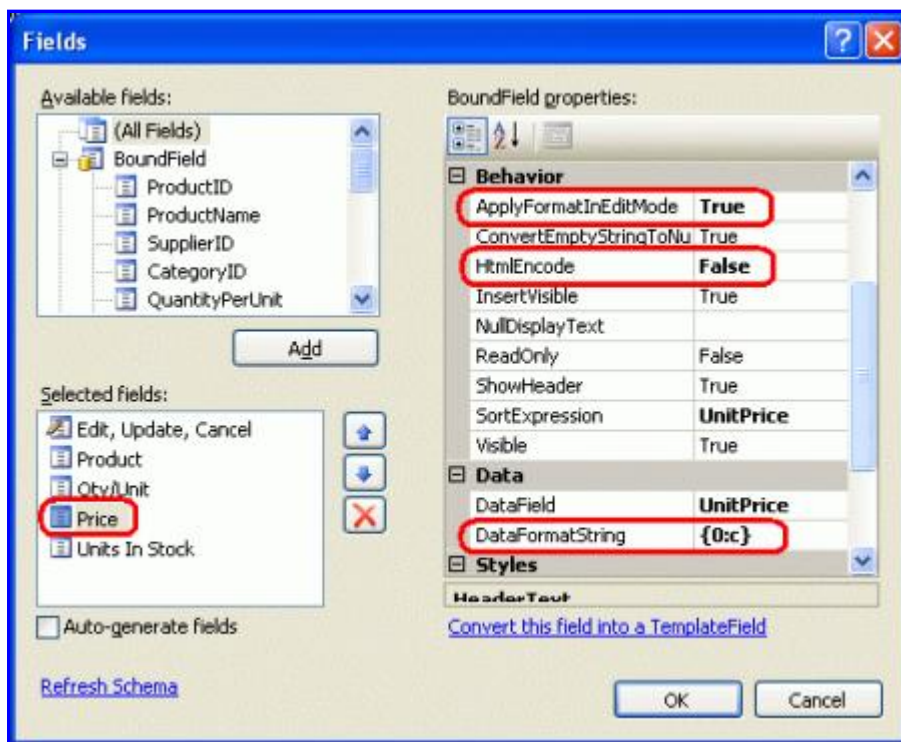 Fields
Available fields:
(All Fields)
BoundField
ProductID
ProductName
SupplierID
CategoryID
QuantityPerUnit
Add
Selected fields:
Edit, Update, Cancel
Product
Qty/Unit
Price
Units In Stock
Auto-generate fields
Refresh Schema
BoundField properties:
Behavior
ApplyFormatInEditMode True
ConvertEmptyStringToNu True
HtmlEncode False
InsertVisible True
NullDisplayText
ReadOnly False
ShowHeader True
SortExpression UnitPrice
Visible True
Data
DataField UnitPrice
DataFormatString {0:c}
Styles
HeaderText
Convert this field into a TemplateField
OK Cancel